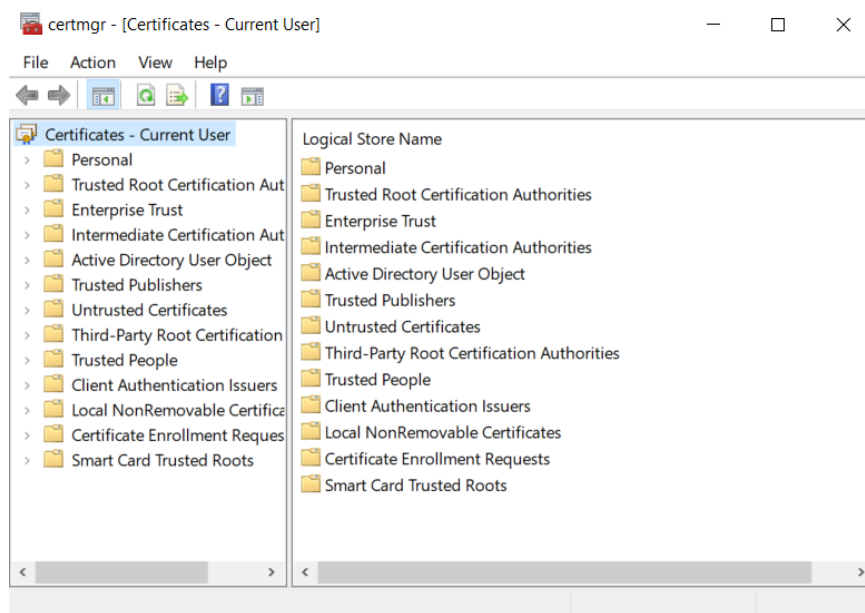 certmgr - [Certificates - Current User]
File Action View Help
Certificates - Current User
Personal
Trusted Root Certification Aut
Enterprise Trust
Intermediate Certification Aut
Active Directory User Object
Trusted Publishers
Untrusted Certificates
Third-Party Root Certification
Trusted People
Client Authentication Issuers
Local NonRemovable Certifica
Certificate Enrollment Reques
Smart Card Trusted Roots
Logical Store Name
Personal
Trusted Root Certification Authorities
Enterprise Trust
Intermediate Certification Authorities
Active Directory User Object
Trusted Publishers
Untrusted Certificates
Third-Party Root Certification Authorities
Trusted People
Client Authentication Issuers
Local NonRemovable Certificates
Certificate Enrollment Requests
Smart Card Trusted Roots